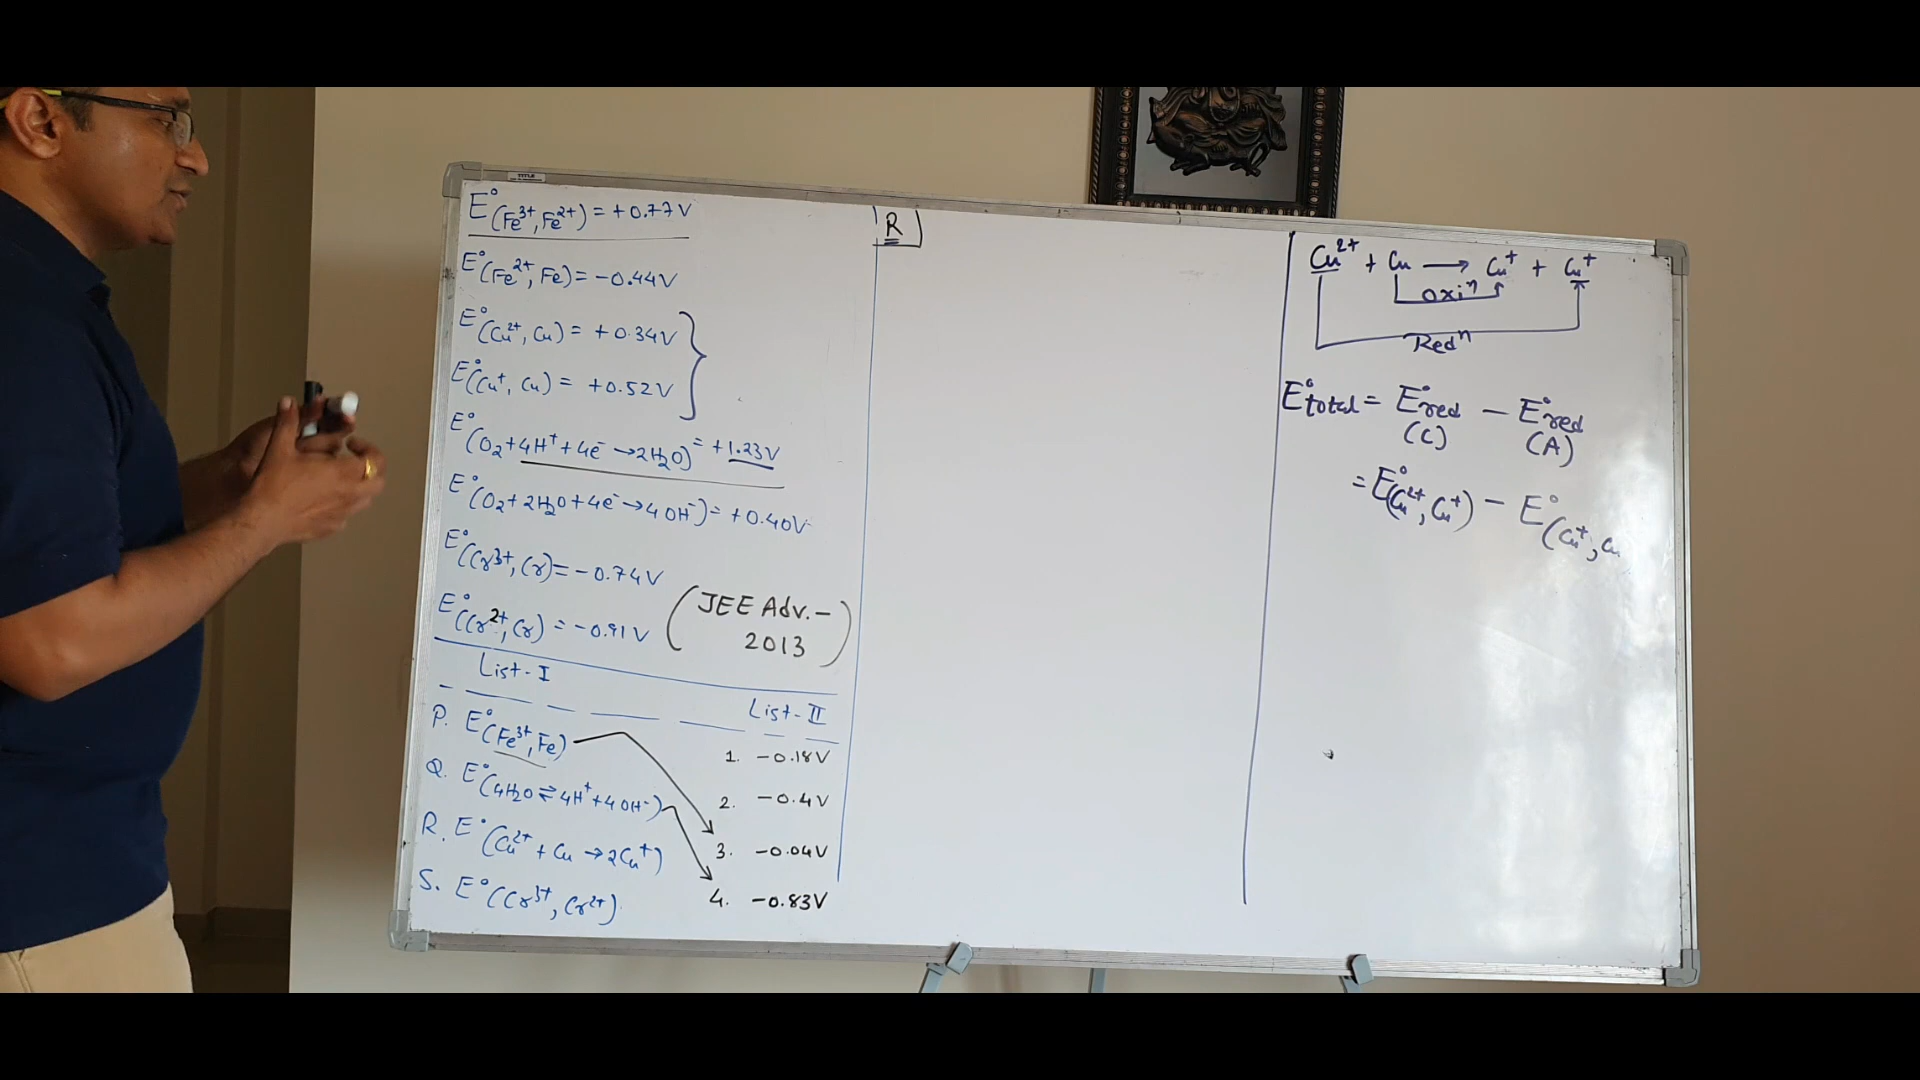 TITLE
E°(Fe³⁺, Fe²⁺) = +0.77V
E°(Fe²⁺, Fe) = −0.44V
E°(Cu²⁺, Cu) = +0.34V
E°(Cu⁺, Cu) = +0.52V
E°(O₂+4H⁺+4e⁻→2H₂O) = +1.23V
E°(O₂+2H₂O+4e⁻→4OH⁻) = +0.40V
E°(Cr³⁺, Cr) = −0.74V
E°(Cr²⁺, Cr) = −0.91V
(JEE Adv.−
2013)
List-I
List-II
P. E°(Fe³⁺, Fe)
1. −0.18V
Q. E°(4H₂O ⇌ 4H⁺+4OH⁻)
2. −0.4V
R. E°(Cu²⁺ + Cu → 2Cu⁺)
3. −0.04V
S. E°(Cr³⁺, Cr²⁺)
4. −0.83V
R
Cu²⁺ + Cu → Cu⁺ + Cu⁺
oxiⁿ
Redⁿ
E°total = E°red − E°red
(C) (A)
= E°(Cu²⁺, Cu⁺) − E°(Cu⁺, Cu